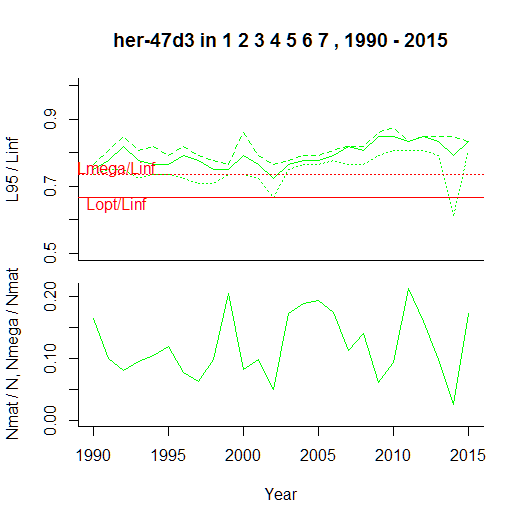 her-47d3 in 1 2 3 4 5 6 7 , 1990 - 2015
L95 / Linf
0.9
0.7
0.5
Lmega/Linf
Lopt/Linf
Nmat / N, Nmega / Nmat
0.20
0.10
0.00
1990 1995 2000 2005 2010 2015
Year